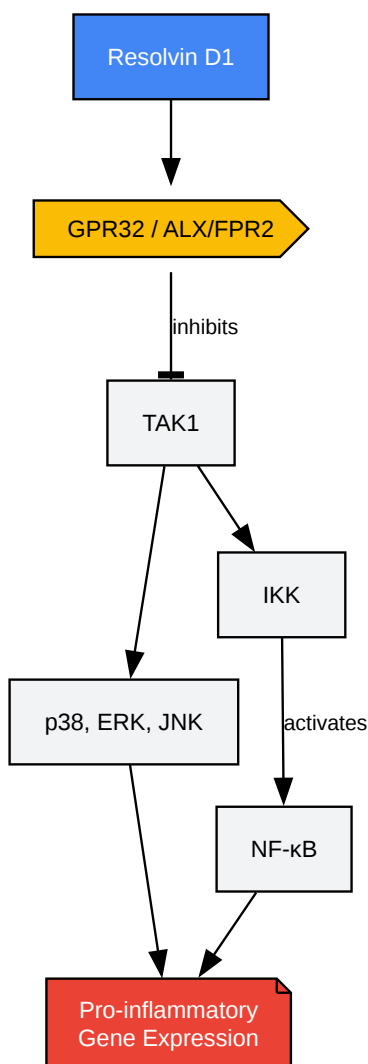 Resolvin D1
GPR32 / ALX/FPR2
inhibits
TAK1
IKK
p38, ERK, JNK
activates
NF-κB
Pro-inflammatory
Gene Expression